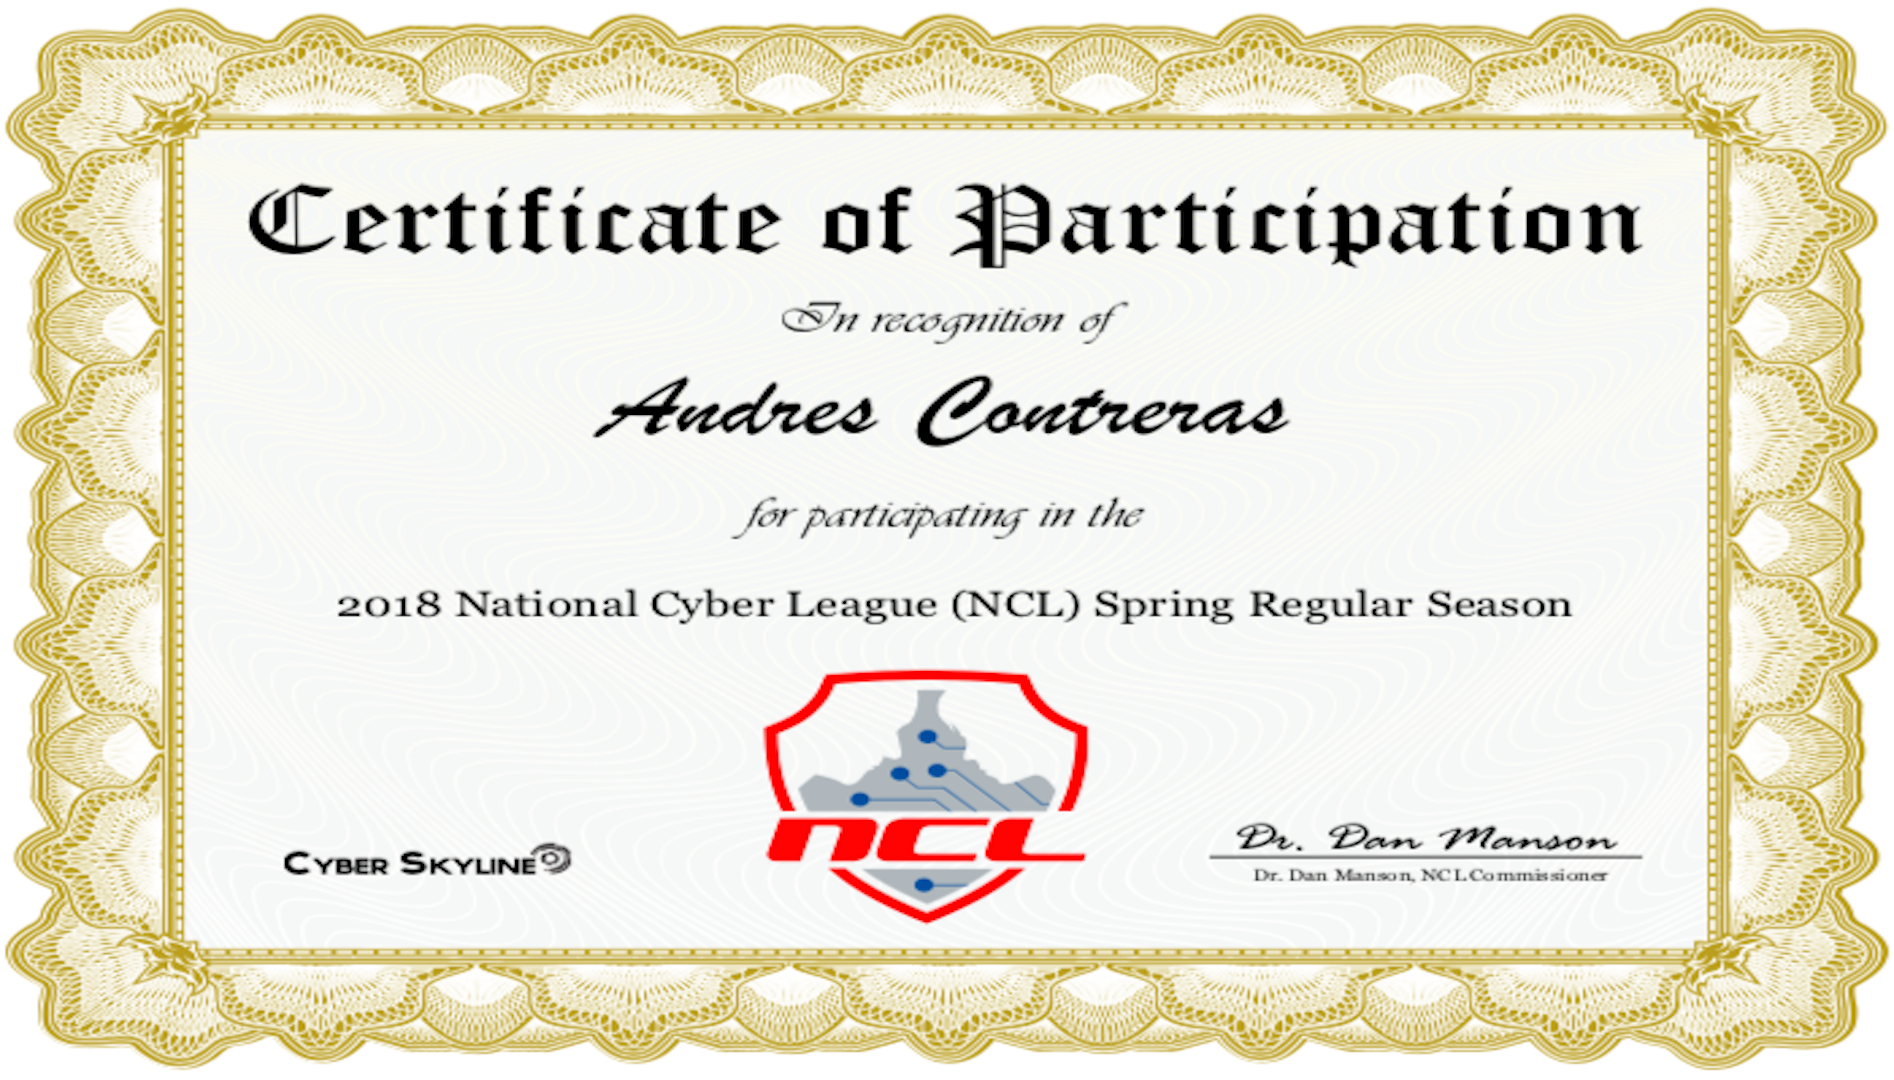 Certificate of Participation
In recognition of
Andres Contreras
for participating in the
2018 National Cyber League (NCL) Spring Regular Season
NCL
CYBER SKYLINE
Dr. Dan Manson
Dr. Dan Manson, NCL Commissioner